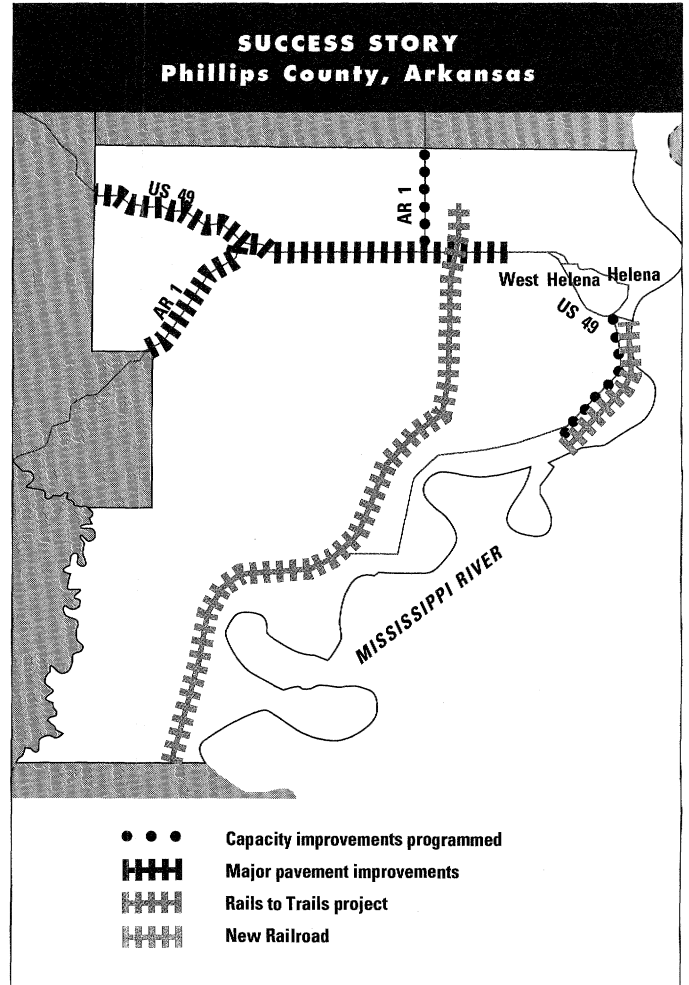 SUCCESS STORY
Phillips County, Arkansas
US 49
AR 1
AR 1
West Helena
Helena
US 49
MISSISSIPPI RIVER
Capacity improvements programmed
Major pavement improvements
Rails to Trails project
New Railroad